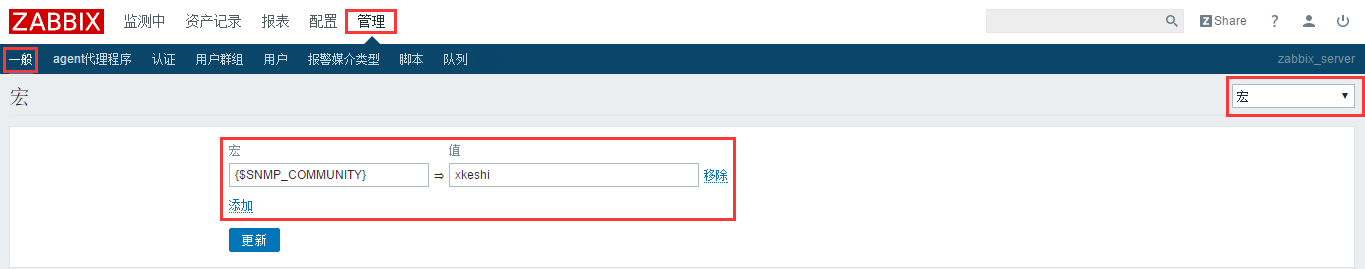 ZABBIX 监测中 资产记录 报表 配置 管理 Z Share ?
一般 agent代理程序 认证 用户群组 用户 报警媒介类型 脚本 队列 zabbix_server
宏 宏
宏 值
{$SNMP_COMMUNITY} ⇒ xkeshi 移除
添加
更新